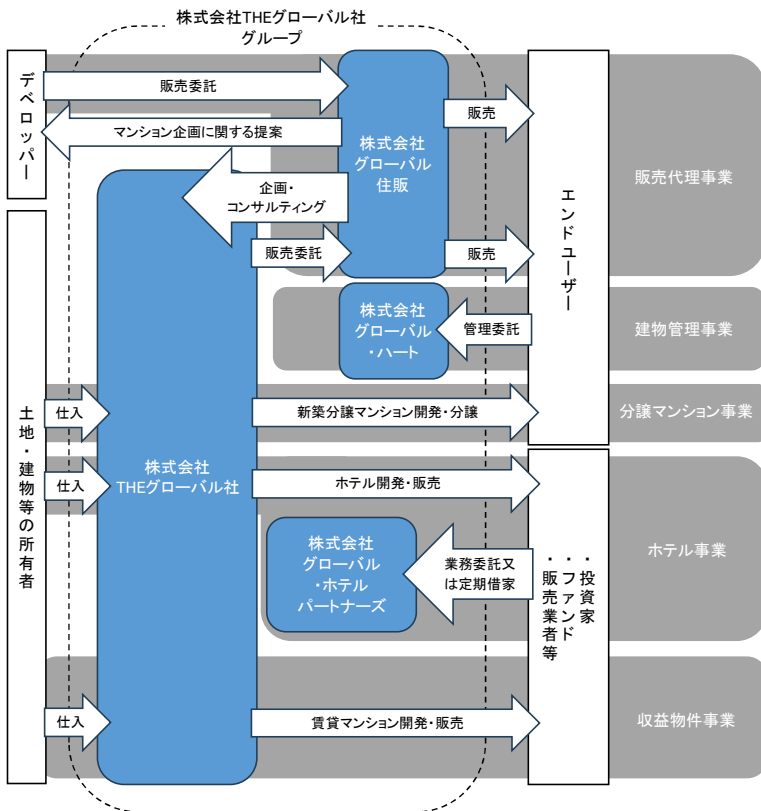 株式会社THEグローバル社
グループ
デベロッパー
販売委託
マンション企画に関する提案
株式会社
グローバル
住販
販売
企画・
コンサルティング
販売委託
販売
エンドユーザー
販売代理事業
株式会社
グローバル
・ハート
管理委託
建物管理事業
土地・建物等の所有者
仕入
新築分譲マンション開発・分譲
分譲マンション事業
株式会社
THEグローバル社
仕入
ホテル開発・販売
株式会社
グローバル
・ホテル
パートナーズ
業務委託又
は定期借家
・投資家
・ファンド
・販売業者等
ホテル事業
仕入
賃貸マンション開発・販売
収益物件事業